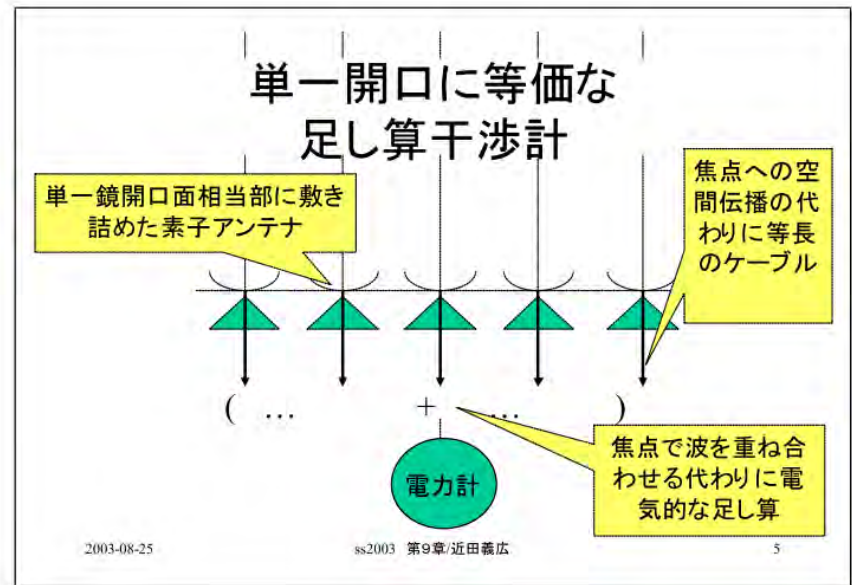 単一開口に等価な
足し算干渉計
単一鏡開口面相当部に敷き
詰めた素子アンテナ
焦点への空
間伝播の代
わりに等長
のケーブル
( … + … )
焦点で波を重ね合
わせる代わりに電
気的な足し算
電力計
2003-08-25 ss2003 第9章/近田義広 5